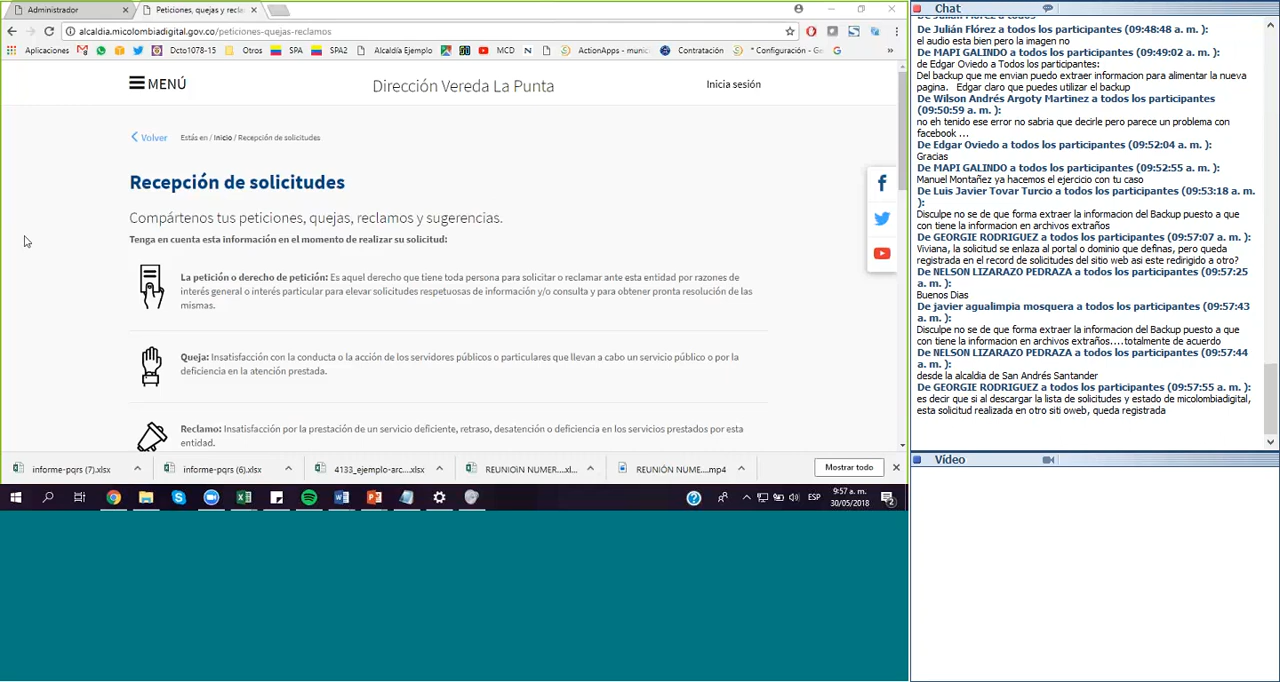 Administrador
Peticiones, quejas y recla
alcaldia.micolombiadigital.gov.co/peticiones-quejas-reclamos
Aplicaciones
Dcto1078-15
Otros
SPA
SPA2
Alcaldía Ejemplo
MCD
ActionApps - muni
Contratación
* Configuración - Ge
»
MENÚ
Dirección Vereda La Punta
Inicia sesión
Volver
Estás en / Inicio / Recepción de solicitudes
Recepción de solicitudes
Compártenos tus peticiones, quejas, reclamos y sugerencias.
Tenga en cuenta esta información en el momento de realizar su solicitud:
La petición o derecho de petición: Es aquel derecho que tiene toda persona para solicitar o reclamar ante esta entidad por razones de
interés general o interés particular para elevar solicitudes respetuosas de información y/o consulta y para obtener pronta resolución de las
mismas.
Queja: Insatisfacción con la conducta o la acción de los servidores públicos o particulares que llevan a cabo un servicio público o por la
deficiencia en la atención prestada.
Reclamo: Insatisfacción por la prestación de un servicio deficiente, retraso, desatención o deficiencia en los servicios prestados por esta
entidad.
informe-pqrs (7).xlsx
informe-pqrs (6).xlsx
4133_ejemplo-arc....xlsx
REUNIOìN NUMER....xl...
REUNIÓN NUME....mp4
Mostrar todo
ESP
9:57 a. m.
30/05/2018
2
Chat
De Julián Flórez a todos
De Julián Flórez a todos los participantes (09:48:48 a. m. ):
el audio esta bien pero la imagen no
De MAPI GALINDO a todos los participantes (09:49:02 a. m. ):
de Edgar Oviedo a Todos los participantes:
Del backup que me envian puedo extraer informacion para alimentar la nueva
pagina.   Edgar claro que puedes utilizar el backup
De Wilson Andrés Argoty Martinez a todos los participantes
(09:50:59 a. m. ):
no eh tenido ese error no sabria que decirle pero parece un problema con
facebook ...
De Edgar Oviedo a todos los participantes (09:52:04 a. m. ):
Gracias
De MAPI GALINDO a todos los participantes (09:52:55 a. m. ):
Manuel Montañez ya hacemos el ejercicio con tu caso
De Luis Javier Tovar Turcio a todos los participantes (09:53:18 a. m.
):
Disculpe no se de que forma extraer la informacion del Backup puesto a que
con tiene la informacion en archivos extraños
De GEORGIE RODRIGUEZ a todos los participantes (09:57:07 a. m. ):
Viviana, la solicitud se enlaza al portal o dominio que definas, pero queda
registrada en el record de solicitudes del sitio web asi este redirigido a otro?
De NELSON LIZARAZO PEDRAZA a todos los participantes (09:57:25
a. m. ):
Buenos Dias
De javier agualimpia mosquera a todos los participantes (09:57:43
a. m. ):
Disculpe no se de que forma extraer la informacion del Backup puesto a que
con tiene la informacion en archivos extraños....totalmente de acuerdo
De NELSON LIZARAZO PEDRAZA a todos los participantes (09:57:44
a. m. ):
desde la alcaldia de San Andrés Santander
De GEORGIE RODRIGUEZ a todos los participantes (09:57:55 a. m. ):
es decir que si al descargar la lista de solicitudes y estado de micolombiadigital,
esta solicitud realizada en otro siti oweb, queda registrada
Vídeo